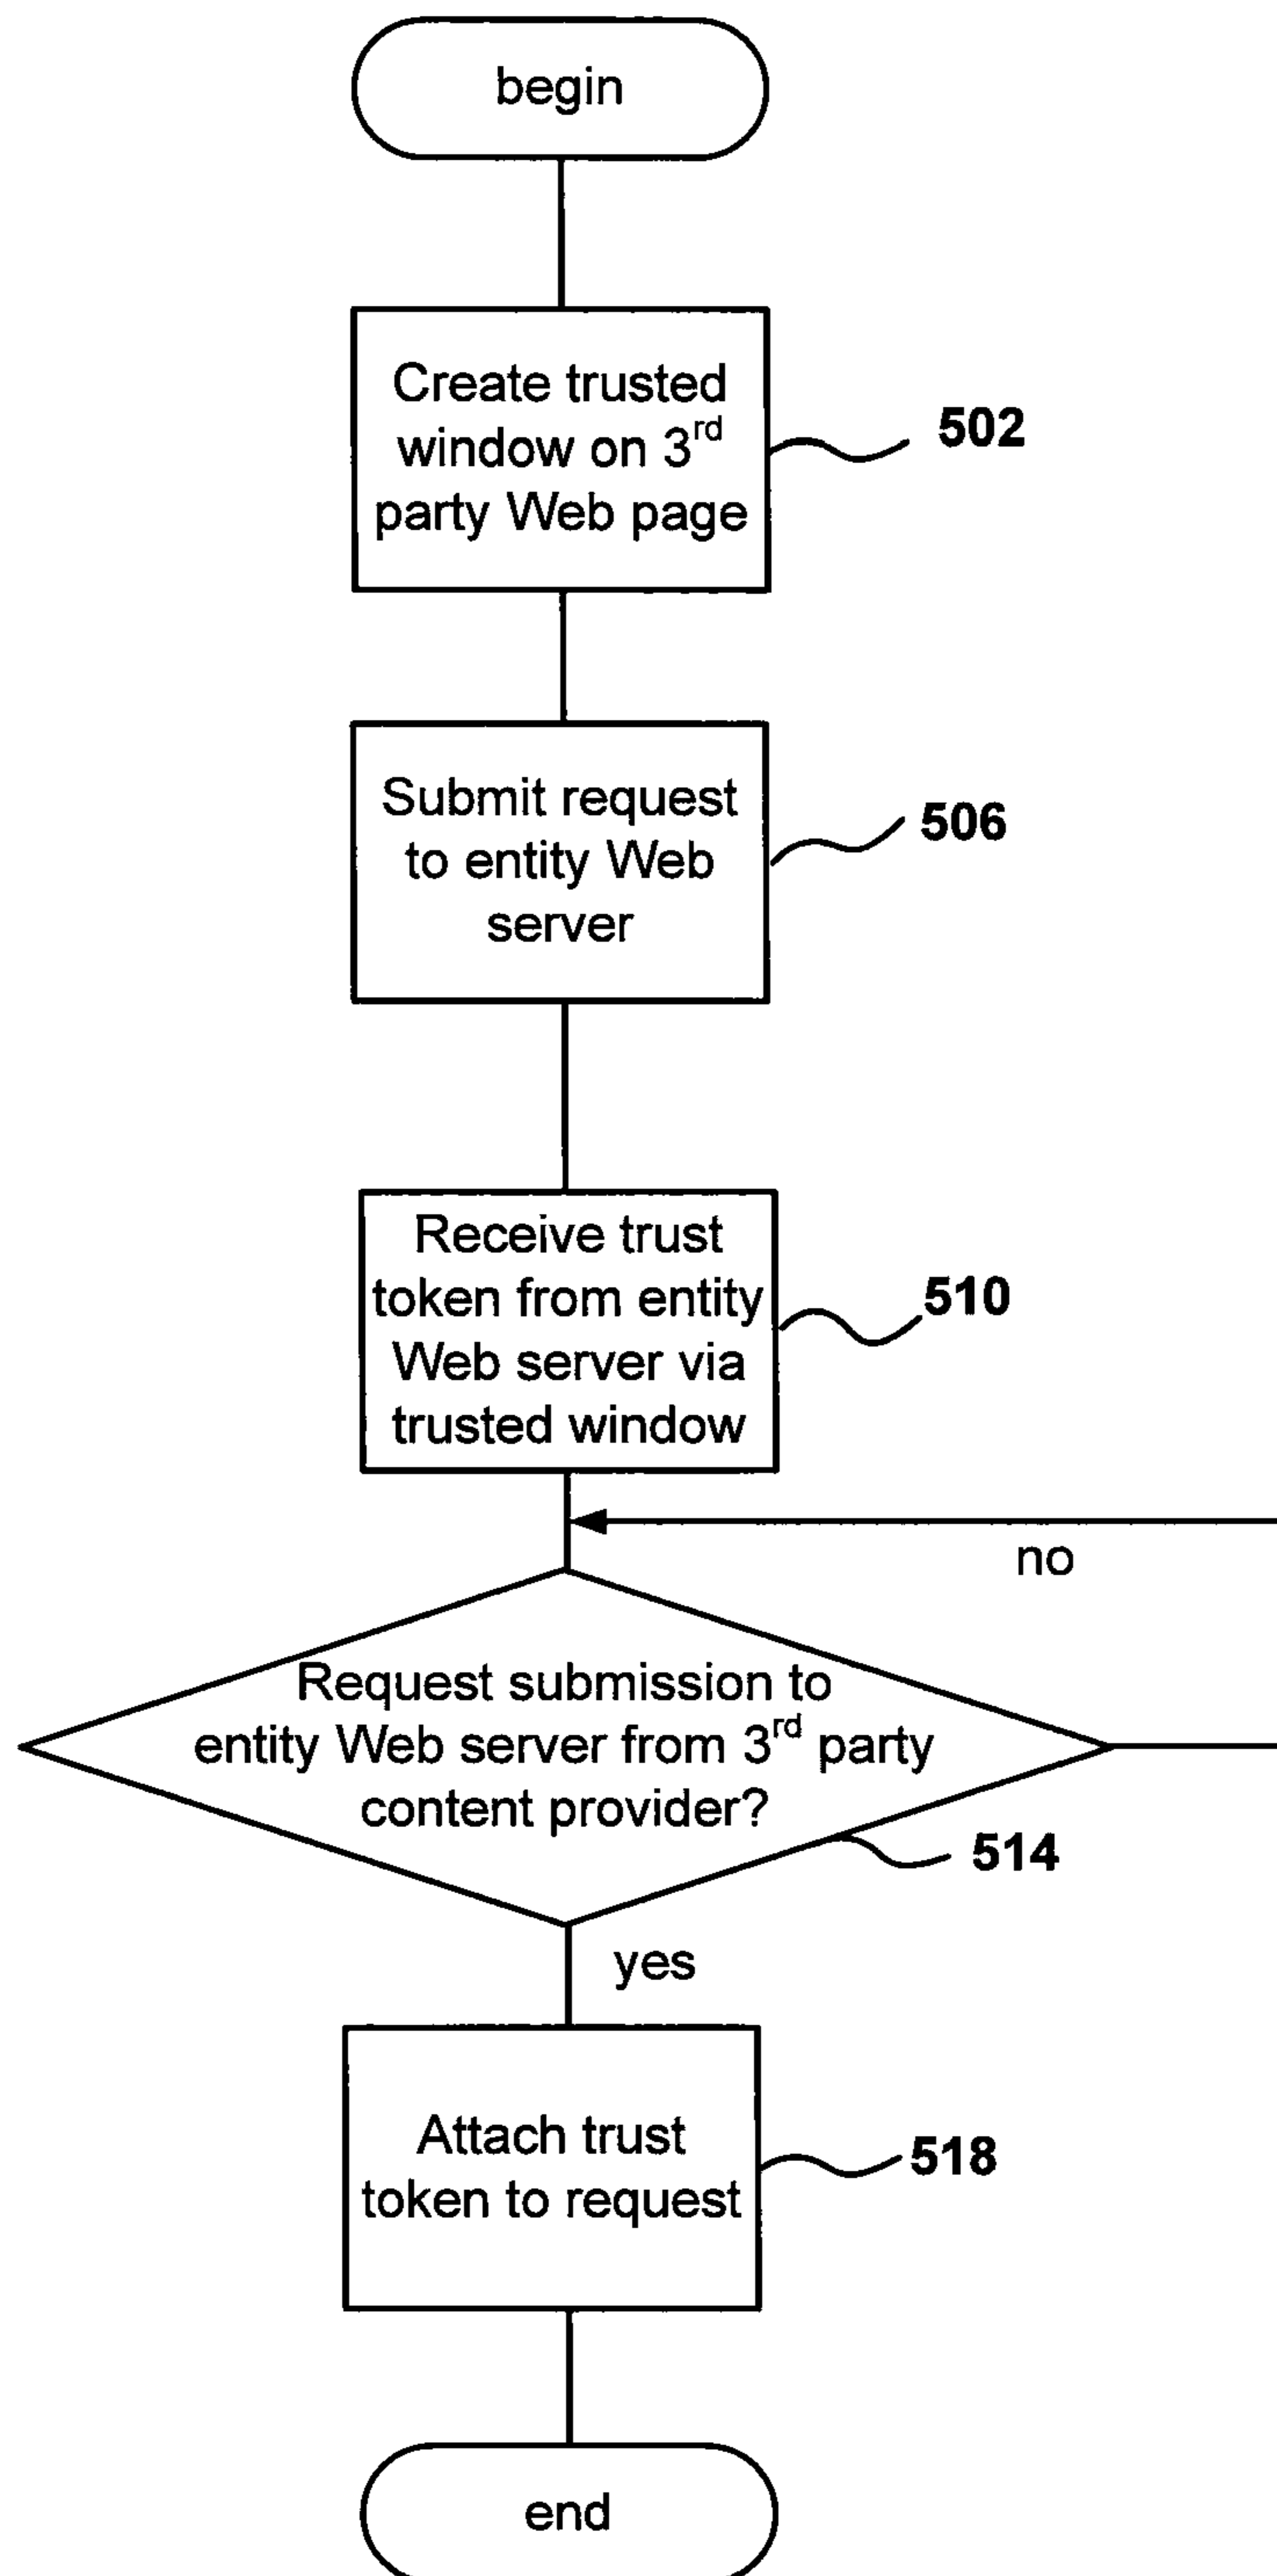 begin
Create trusted
window on 3rd
party Web page
502
Submit request
to entity Web
server
506
Receive trust
token from entity
Web server via
trusted window
510
no
Request submission to
entity Web server from 3rd party
content provider?
514
yes
Attach trust
token to request
518
end